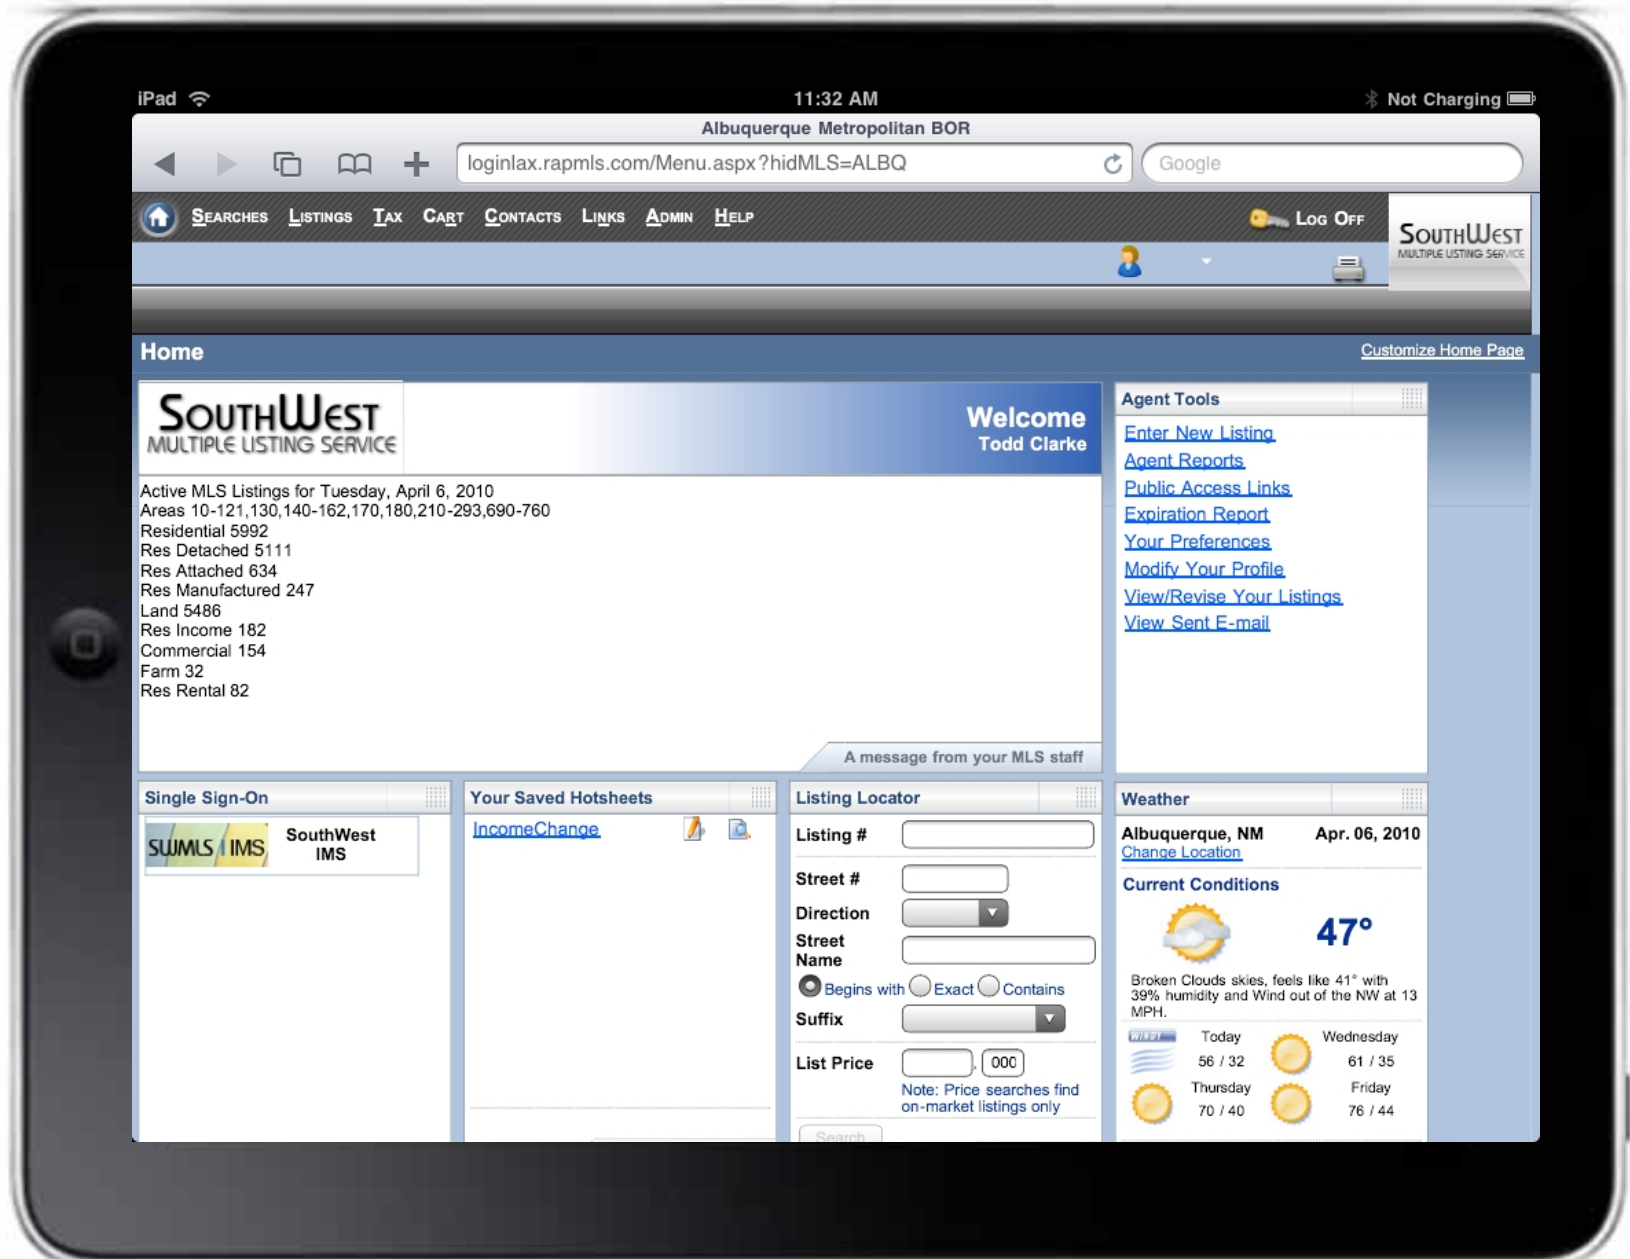 iPad
11:32 AM
Not Charging
Albuquerque Metropolitan BOR
loginlax.rapmls.com/Menu.aspx?hidMLS=ALBQ
Google
SEARCHES LISTINGS TAX CART CONTACTS LINKS ADMIN HELP
LOG OFF
SOUTHWEST
MULTIPLE LISTING SERVICE
Home
Customize Home Page
SOUTHWEST
MULTIPLE LISTING SERVICE
Welcome
Todd Clarke
Active MLS Listings for Tuesday, April 6, 2010
Areas 10-121,130,140-162,170,180,210-293,690-760
Residential 5992
Res Detached 5111
Res Attached 634
Res Manufactured 247
Land 5486
Res Income 182
Commercial 154
Farm 32
Res Rental 82
A message from your MLS staff
Agent Tools
Enter New Listing
Agent Reports
Public Access Links
Expiration Report
Your Preferences
Modify Your Profile
View/Revise Your Listings
View Sent E-mail
Single Sign-On
SWMLS IMS
SouthWest
IMS
Your Saved Hotsheets
IncomeChange
Listing Locator
Listing #
Street #
Direction
Street
Name
Begins with Exact Contains
Suffix
List Price , 000
Note: Price searches find
on-market listings only
Search
Weather
Albuquerque, NM Apr. 06, 2010
Change Location
Current Conditions
47°
Broken Clouds skies, feels like 41° with
39% humidity and Wind out of the NW at 13
MPH.
WINDY
Today
56 / 32
Wednesday
61 / 35
Thursday
70 / 40
Friday
76 / 44